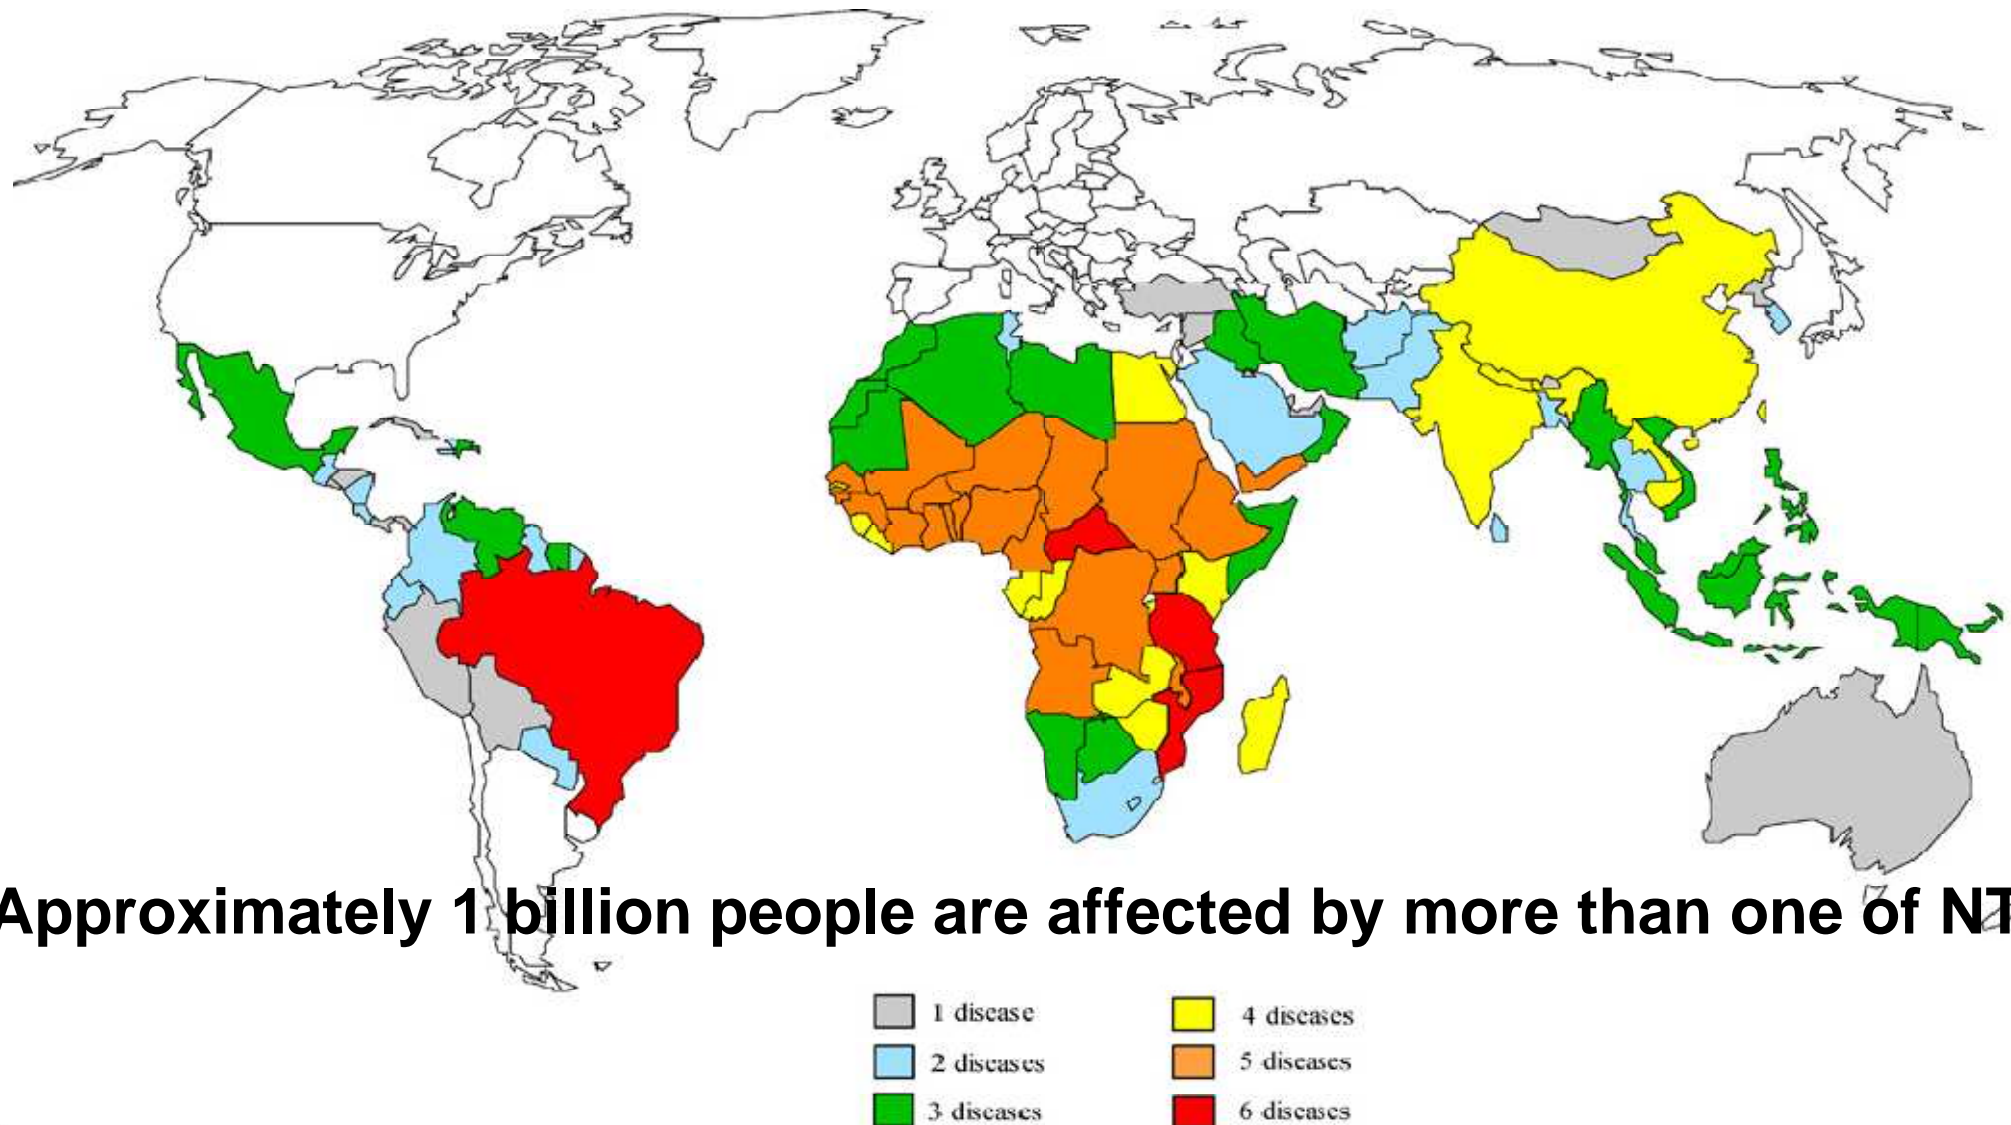 Approximately 1 billion people are affected by more than one of NT
1 disease
2 diseases
3 diseases
4 diseases
5 diseases
6 diseases